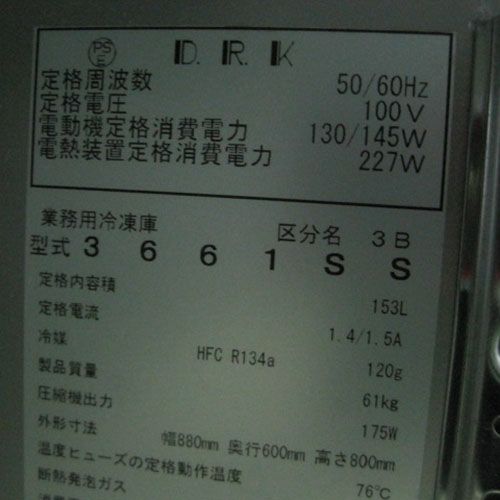 PS
E D.R.K
定格周波数 50/60Hz
定格電圧 100V
電動機定格消費電力 130/145W
電熱装置定格消費電力 227W
業務用冷凍庫 区分名 3B
型式 3661SS
定格内容積 153L
定格電流 1.4/1.5A
冷媒 HFC R134a 120g
製品質量 61kg
圧縮機出力 175W
外形寸法 幅880mm 奥行600mm 高さ800mm
温度ヒューズの定格動作温度 76℃
断熱発泡ガス